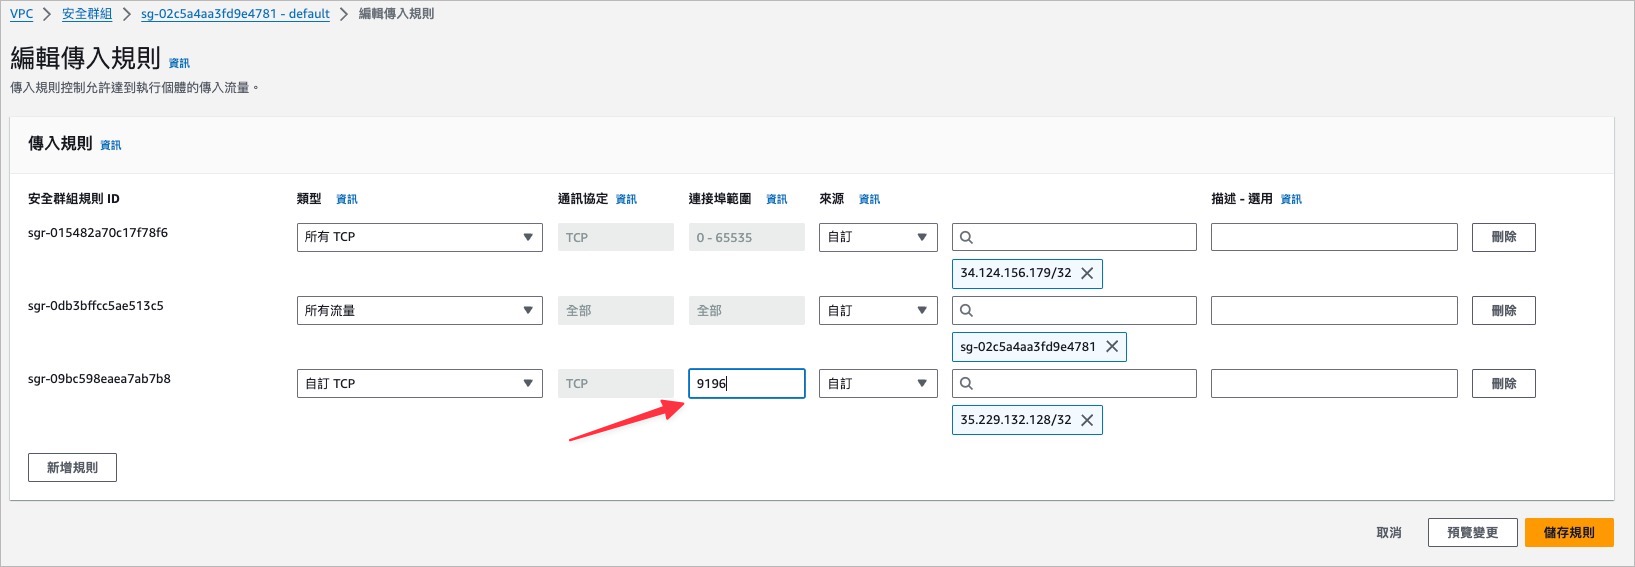 VPC > 安全群組 > sg-02c5a4aa3fd9e4781 - default > 編輯傳入規則
編輯傳入規則 資訊
傳入規則控制允許達到執行個體的傳入流量。
傳入規則 資訊
安全群組規則 ID 類型 資訊 通訊協定 資訊 連接埠範圍 資訊 來源 資訊 描述 - 選用 資訊
sgr-015482a70c17f78f6 所有 TCP TCP 0 - 65535 自訂 刪除
34.124.156.179/32
sgr-0db3bffcc5ae513c5 所有流量 全部 全部 自訂 刪除
sg-02c5a4aa3fd9e4781
sgr-09bc598eaea7ab7b8 自訂 TCP TCP 9196 自訂 刪除
35.229.132.128/32
新增規則
取消 預覽變更 儲存規則